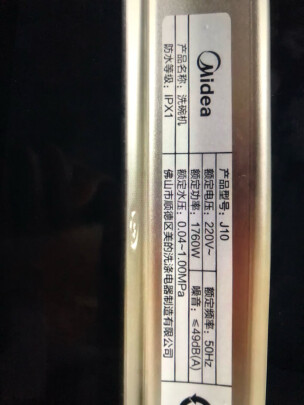 Midea
产品名称：洗碗机
防水等级：IPX1
产品型号：J10
额定电压：220V~ 额定频率：50Hz
额定功率：1760W 噪音：≤49dB(A)
额定水压：0.04~1.00MPa
佛山市顺德区美的洗涤电器制造有限公司